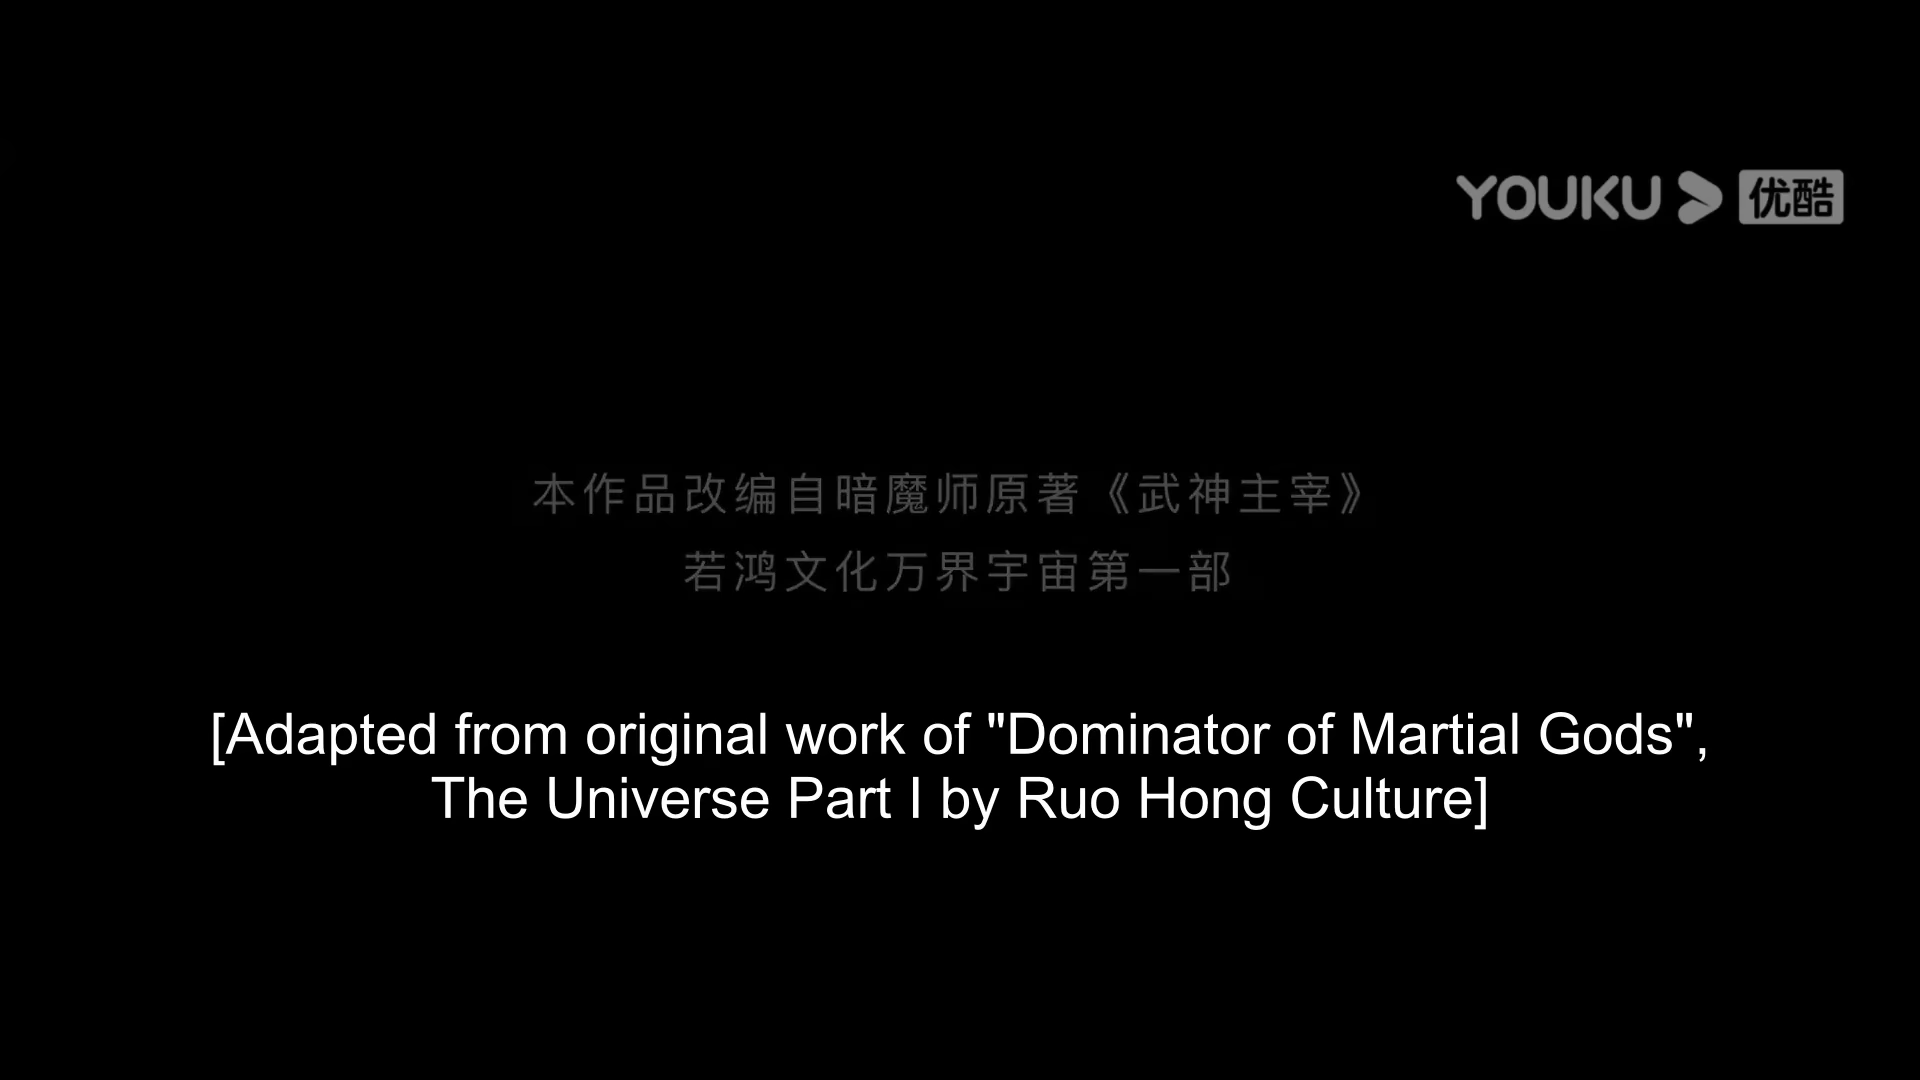 YOUKU 优酷
本作品改编自暗魔师原著《武神主宰》
若鸿文化万界宇宙第一部
[Adapted from original work of "Dominator of Martial Gods",
The Universe Part I by Ruo Hong Culture]